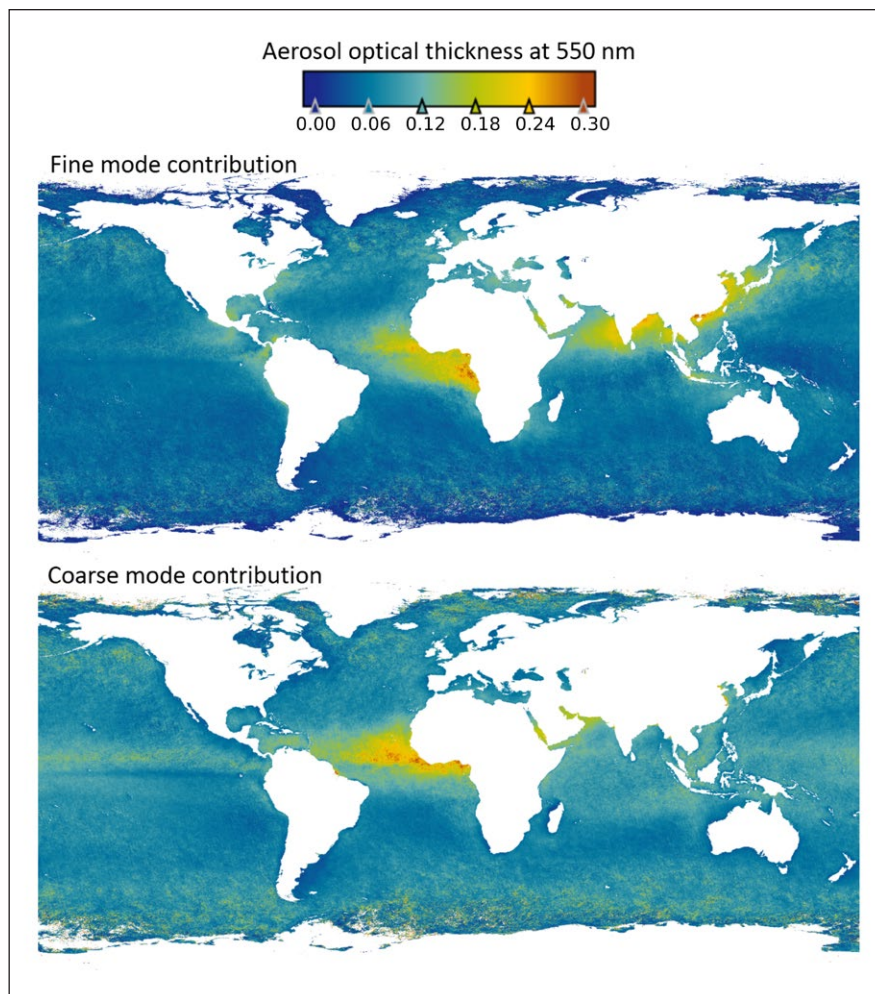 Aerosol optical thickness at 550 nm
0.00 0.06 0.12 0.18 0.24 0.30
Fine mode contribution
Coarse mode contribution